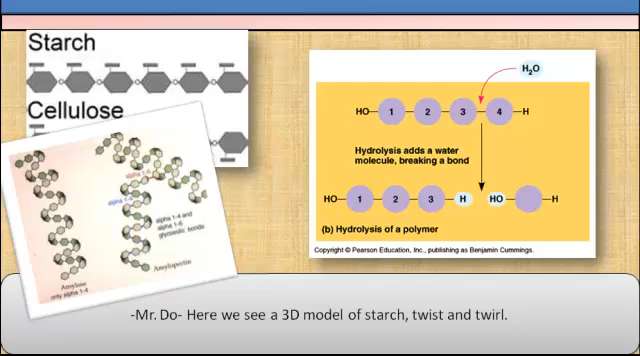 Starch
Cellulose
alpha 1-6
alpha 1-4
alpha 1-4 and
alpha 1-6
glycosidic bonds
Amylose
only alpha 1-4
Amylopectin
H₂O
HO 1 2 3 4 H
Hydrolysis adds a water
molecule, breaking a bond
HO 1 2 3 H HO H
(b) Hydrolysis of a polymer
Copyright © Pearson Education, Inc., publishing as Benjamin Cummings.
-Mr. Do- Here we see a 3D model of starch, twist and twirl.